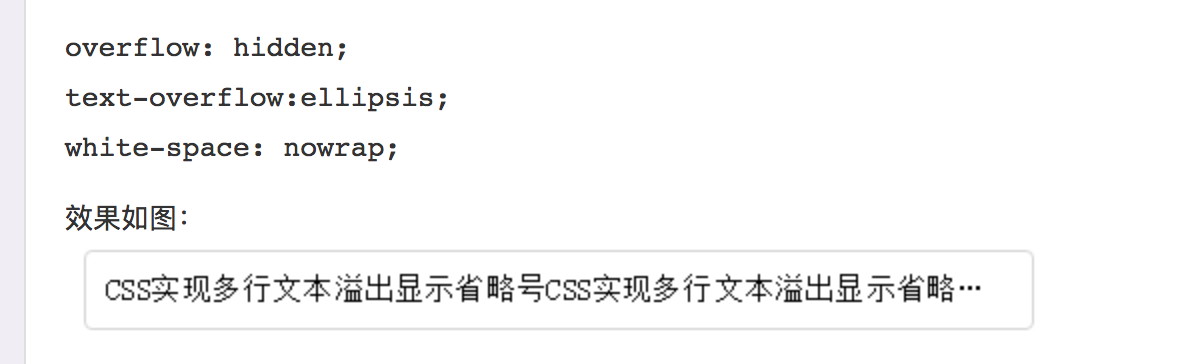 overflow: hidden;
text-overflow:ellipsis;
white-space: nowrap;
效果如图：
CSS实现多行文本溢出显示省略号CSS实现多行文本溢出显示省略…